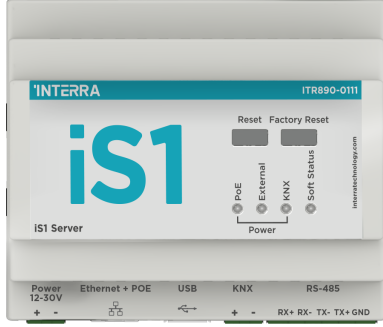 INTERRA
ITR890-0111
iS1
Reset Factory Reset
PoE
External
KNX
Soft Status
Power
interratechnology.com
iS1 Server
Power Ethernet + POE USB KNX RS-485
12-30V
+ - + - RX+ RX- TX- TX+ GND